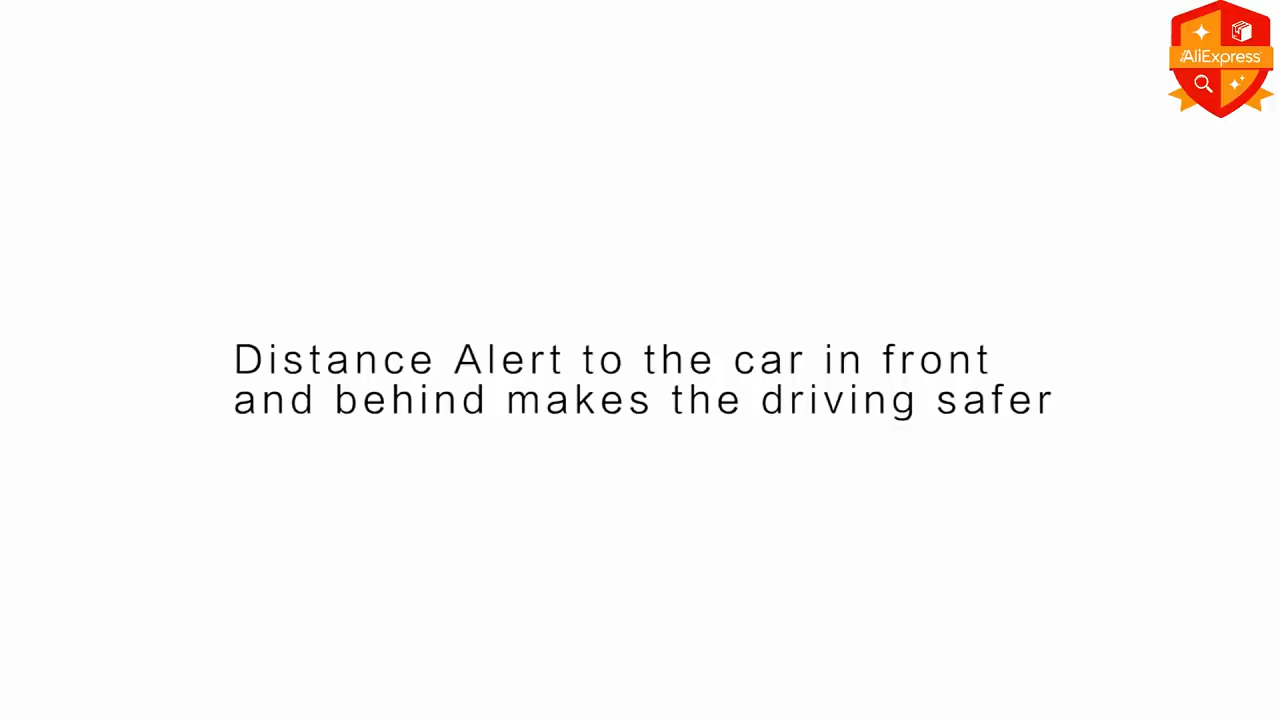 AliExpress
Distance Alert to the car in front
and behind makes the driving safer